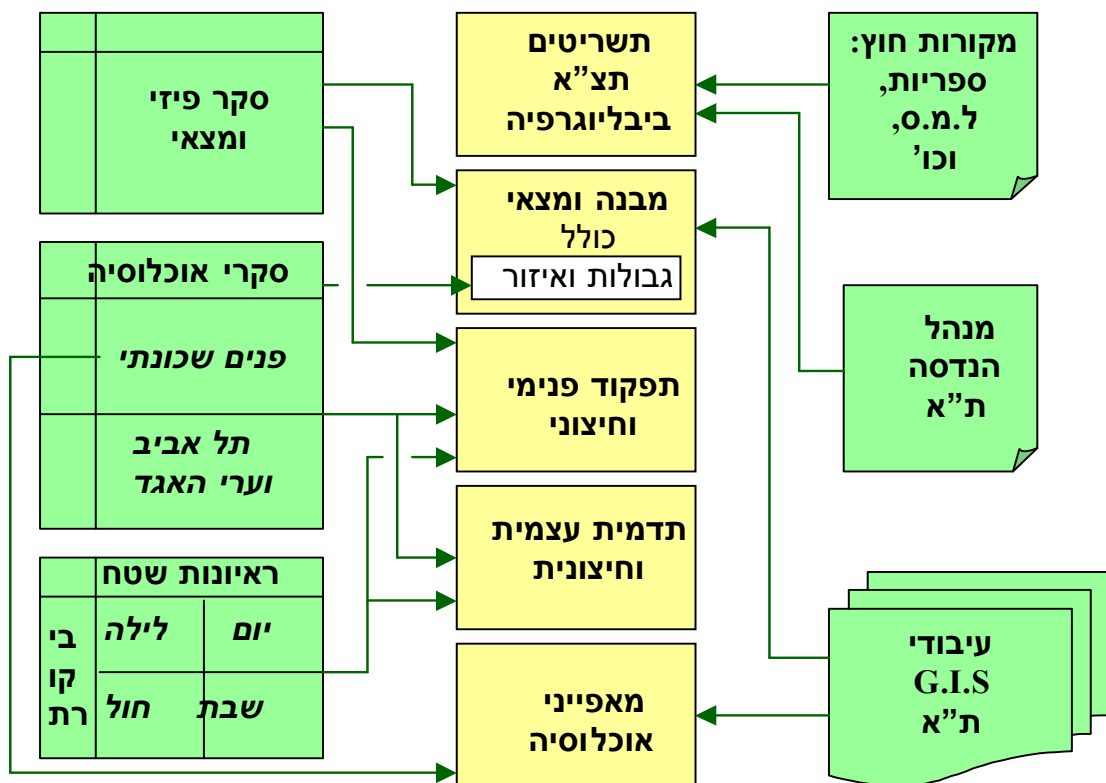 מקורות חוץ:
ספריות,
ל.מ.ס,
וכו'
מנהל
הנדסה
ת"א
עיבודי
G.I.S
ת"א
תשריטים
תצ"א
ביבליוגרפיה
מבנה ומצאי
כולל
גבולות ואיזור
תפקוד פנימי
וחיצוני
תדמית עצמית
וחיצונית
מאפייני
אוכלוסיה
סקר פיזי
ומצאי
סקרי אוכלוסיה
פנים שכונתי
תל אביב
וערי האגד
ראיונות שטח
יום
לילה
שבת
חול
בי
קו
רת